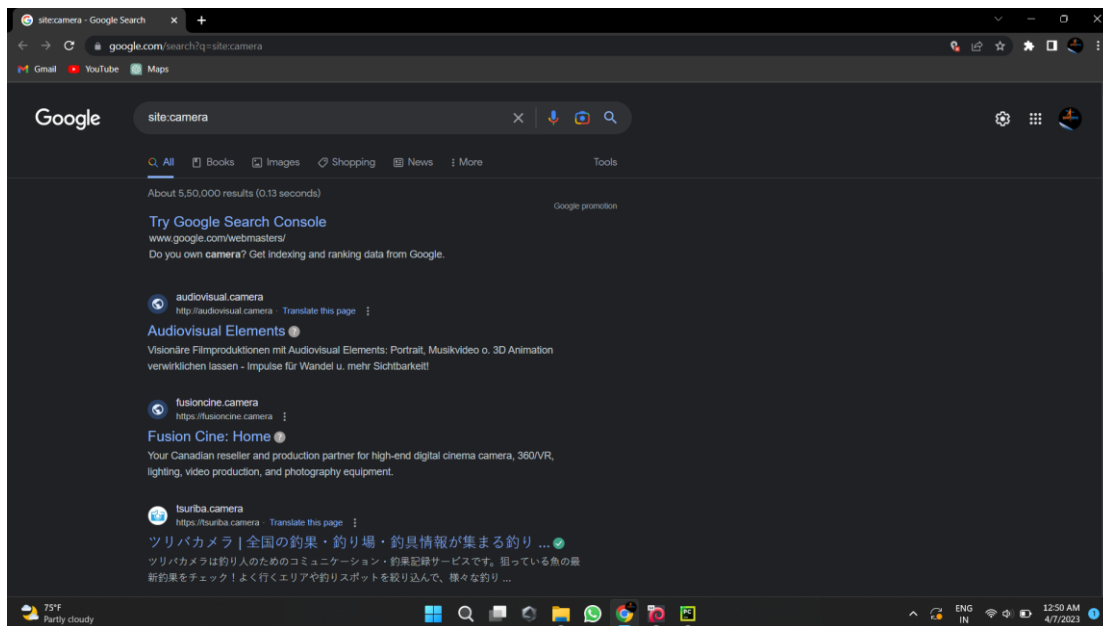 site:camera - Google Search
google.com/search?q=site:camera
Gmail YouTube Maps
Google
site:camera
All Books Images Shopping News More Tools
About 5,50,000 results (0.13 seconds)
Google promotion
Try Google Search Console
www.google.com/webmasters/
Do you own camera? Get indexing and ranking data from Google.
audiovisual.camera
http://audiovisual.camera · Translate this page
Audiovisual Elements
Visionäre Filmproduktionen mit Audiovisual Elements: Portrait, Musikvideo o. 3D Animation
verwirklichen lassen - Impulse für Wandel u. mehr Sichtbarkeit!
fusioncine.camera
https://fusioncine.camera
Fusion Cine: Home
Your Canadian reseller and production partner for high-end digital cinema camera, 360/VR,
lighting, video production, and photography equipment.
tsuriba.camera
https://tsuriba.camera · Translate this page
ツリバカメラ | 全国の釣果・釣り場・釣具情報が集まる釣り ...
ツリバカメラは釣り人のためのコミュニケーション・釣果記録サービスです。狙っている魚の最
新釣果をチェック！よく行くエリアや釣りスポットを絞り込んで、様々な釣り ...
75°F
Partly cloudy
PC
ENG
IN
12:50 AM
4/7/2023
1